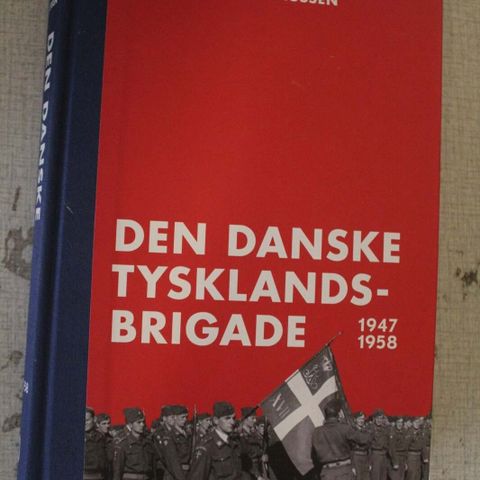 DEN DANSKE
TYSKLANDS-
BRIGADE
1947
1958
DEN DANSKE